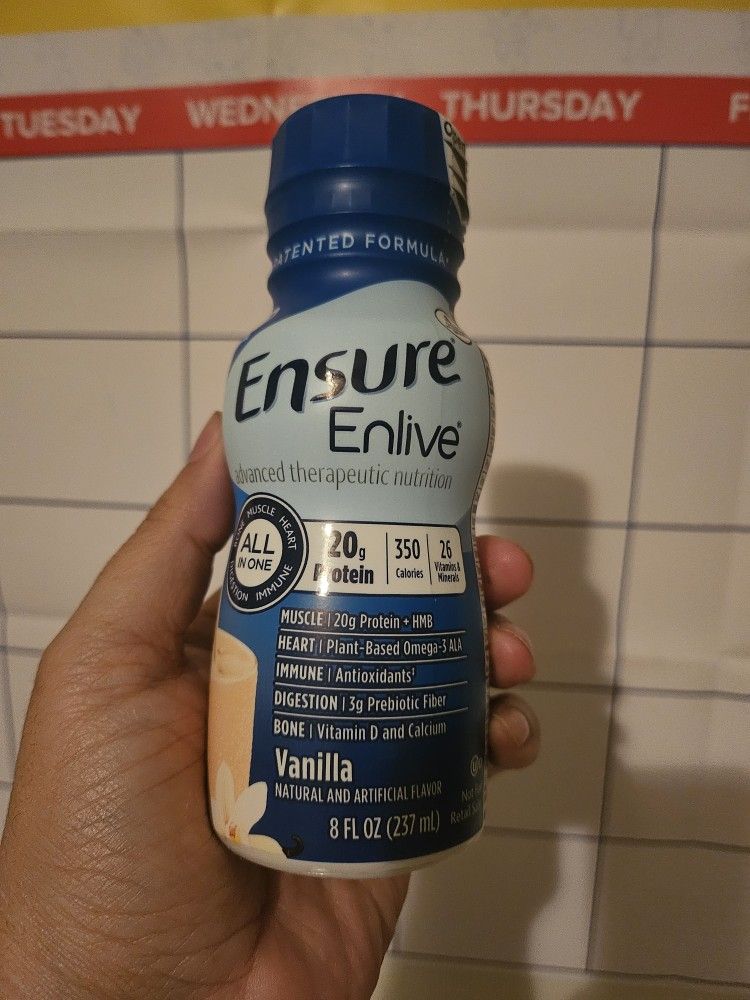 TUESDAY
THURSDAY
FORMULA
Ensure®
Enlive®
advanced therapeutic nutrition
MUSCLE HEART IMMUNE DIGESTION
ALL
IN ONE
20g
Protein
350
Calories
26
Vitamins &
Minerals
MUSCLE | 20g Protein + HMB
HEART | Plant-Based Omega-3 ALA
IMMUNE | Antioxidants†
DIGESTION | 3g Prebiotic Fiber
BONE | Vitamin D and Calcium
Vanilla
NATURAL AND ARTIFICIAL FLAVOR
8 FL OZ (237 mL)